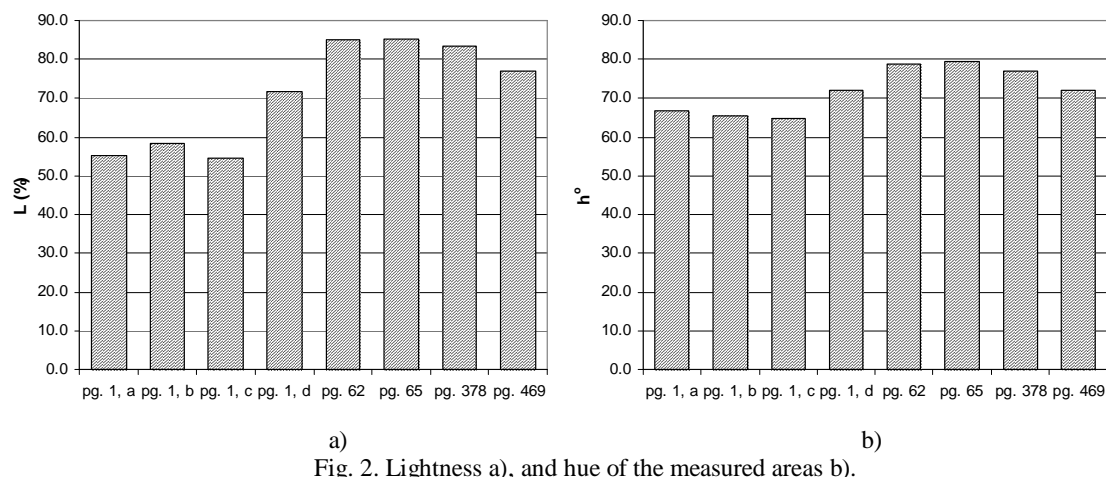 90.0
80.0
70.0
60.0
50.0
40.0
30.0
20.0
10.0
0.0
L (%)
pg. 1, a pg. 1, b pg. 1, c pg. 1, d pg. 62 pg. 65 pg. 378 pg. 469
a)
90.0
80.0
70.0
60.0
50.0
40.0
30.0
20.0
10.0
0.0
h°
pg. 1, a pg. 1, b pg. 1, c pg. 1, d pg. 62 pg. 65 pg. 378 pg. 469
b)
Fig. 2. Lightness a), and hue of the measured areas b).